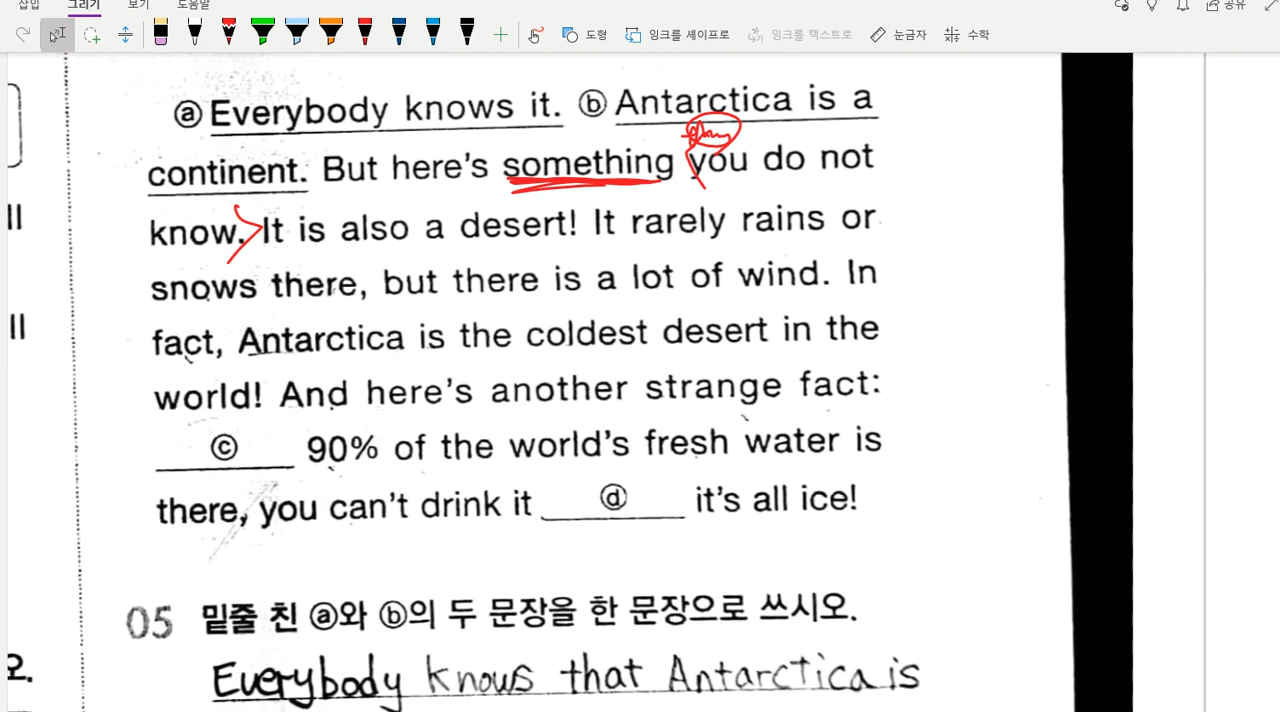 삽입 그리기 보기 도움말 공유
도형 잉크를 셰이프로 잉크를 텍스트로 눈금자 수학
ⓐ Everybody knows it. ⓑ Antarctica is a
continent. But here's something you do not
know. It is also a desert! It rarely rains or
snows there, but there is a lot of wind. In
fact, Antarctica is the coldest desert in the
world! And here's another strange fact:
ⓒ 90% of the world's fresh water is
there, you can't drink it ⓓ it's all ice!
05 밑줄 친 ⓐ와 ⓑ의 두 문장을 한 문장으로 쓰시오.
오.
Everybody knows that Antarctica is